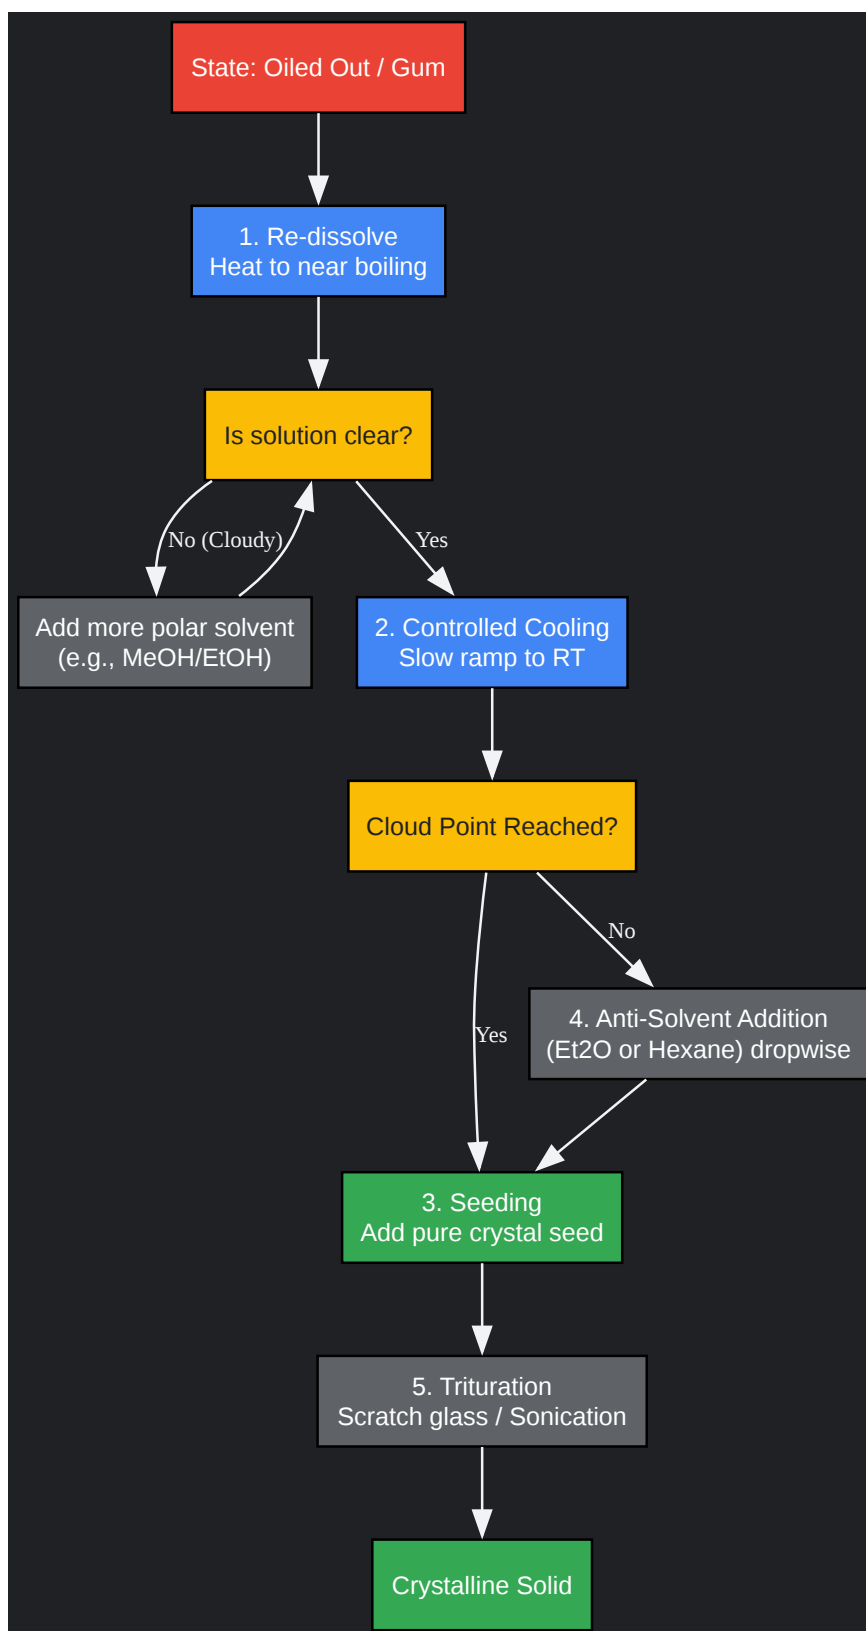 State: Oiled Out / Gum
1. Re-dissolve
Heat to near boiling
Is solution clear?
No (Cloudy)
Yes
Add more polar solvent
(e.g., MeOH/EtOH)
2. Controlled Cooling
Slow ramp to RT
Cloud Point Reached?
No
4. Anti-Solvent Addition
(Et2O or Hexane) dropwise
Yes
3. Seeding
Add pure crystal seed
5. Trituration
Scratch glass / Sonication
Crystalline Solid